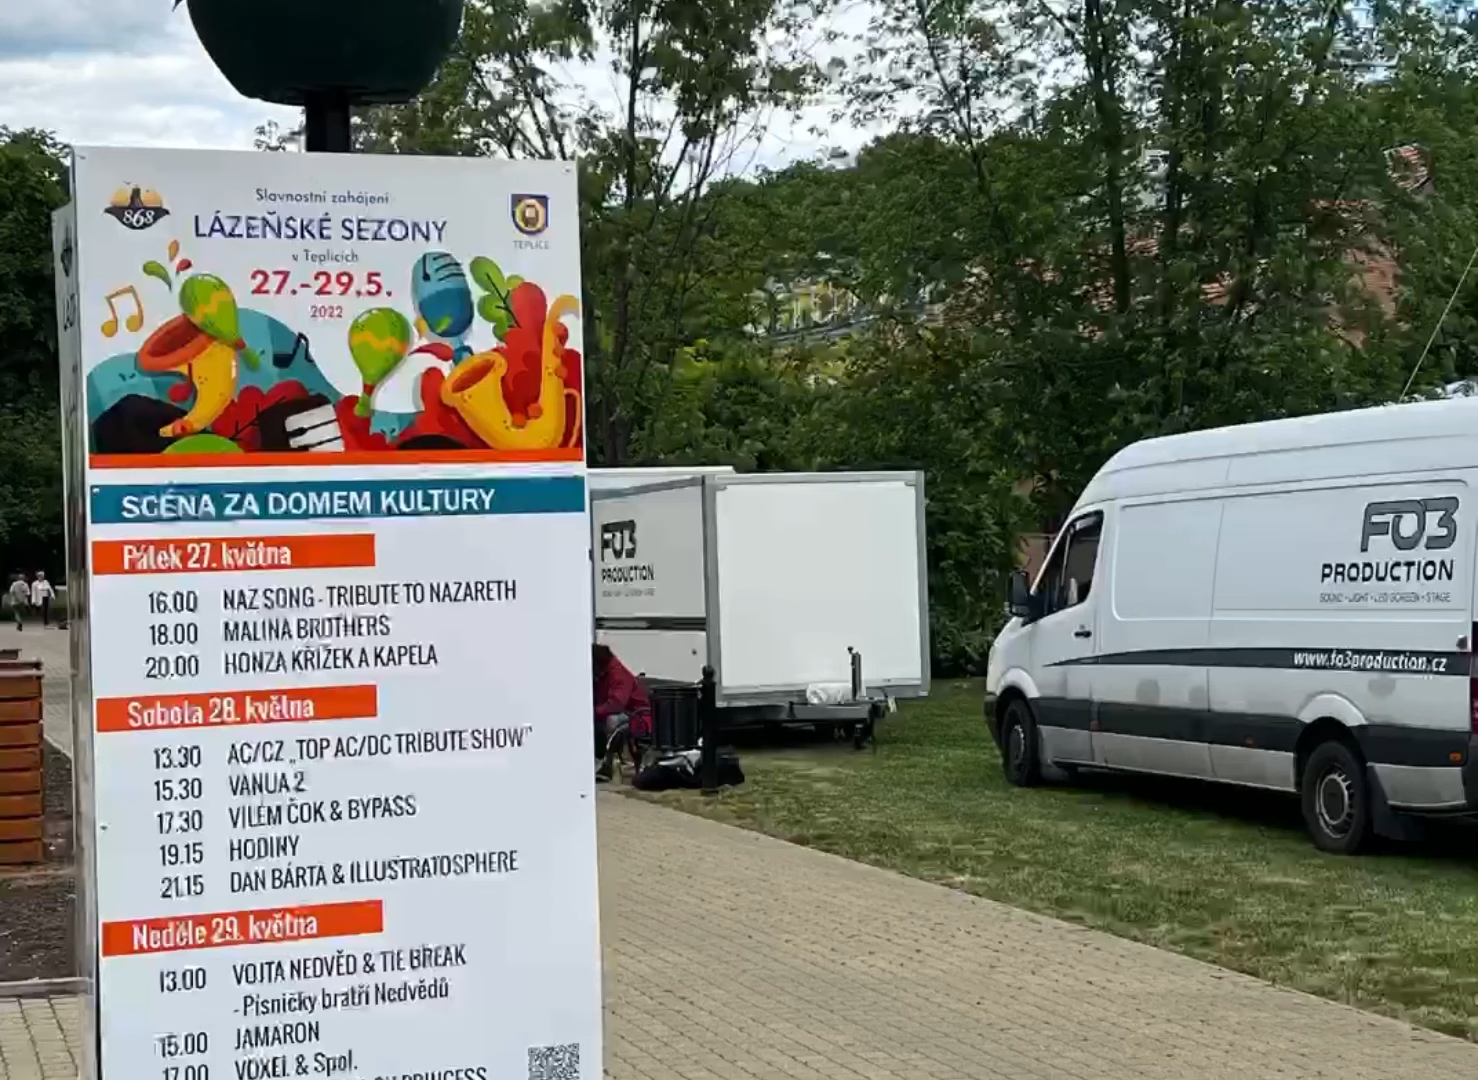 868
Slavnostní zahájení
LÁZEŇSKÉ SEZONY
v Teplicích
27.-29.5.
2022
TEPLICE
SCÉNA ZA DOMEM KULTURY
Pátek 27. května
16.00 NAZ SONG - TRIBUTE TO NAZARETH
18.00 MALINA BROTHERS
20.00 HONZA KŘÍŽEK A KAPELA
Sobota 28. května
13.30 AC/CZ „TOP AC/DC TRIBUTE SHOW"
15.30 VANUA 2
17.30 VILÉM ČOK & BYPASS
19.15 HODINY
21.15 DAN BÁRTA & ILLUSTRATOSPHERE
Neděle 29. května
13.00 VOJTA NEDVĚD & TIE BREAK
- Písničky bratří Nedvědů
15.00 JAMARON
17.00 VOXEL & Spol.
PRINCESS
FO3
PRODUCTION
FO3
PRODUCTION
SOUND - LIGHT - LED SCREEN - STAGE
www.fo3production.cz